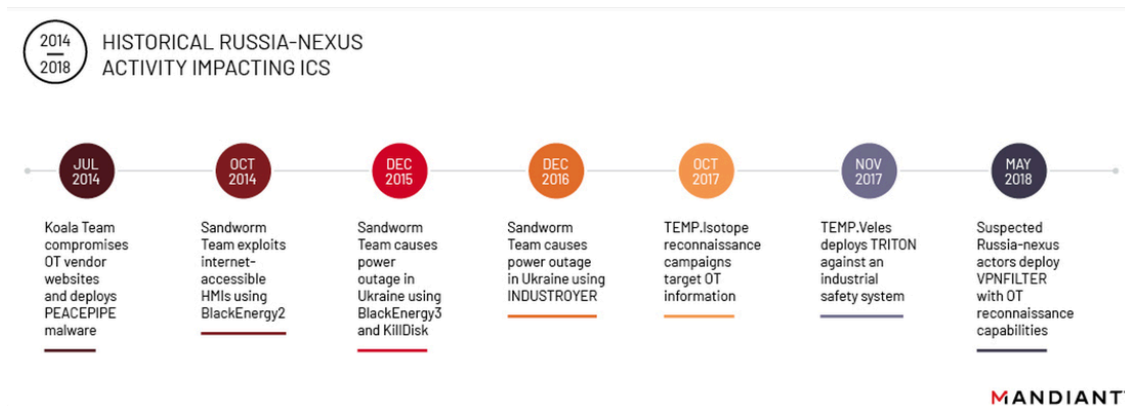 2014
2018
HISTORICAL RUSSIA-NEXUS
ACTIVITY IMPACTING ICS
JUL
2014
Koala Team
compromises
OT vendor
websites
and deploys
PEACEPIPE
malware
OCT
2014
Sandworm
Team exploits
internet-
accessible
HMIs using
BlackEnergy2
DEC
2015
Sandworm
Team causes
power
outage in
Ukraine using
BlackEnergy3
and KillDisk
DEC
2016
Sandworm
Team causes
power outage
in Ukraine using
INDUSTROYER
OCT
2017
TEMP.Isotope
reconnaissance
campaigns
target OT
information
NOV
2017
TEMP.Veles
deploys TRITON
against an
industrial
safety system
MAY
2018
Suspected
Russia-nexus
actors deploy
VPNFILTER
with OT
reconnaissance
capabilities
MANDIANT